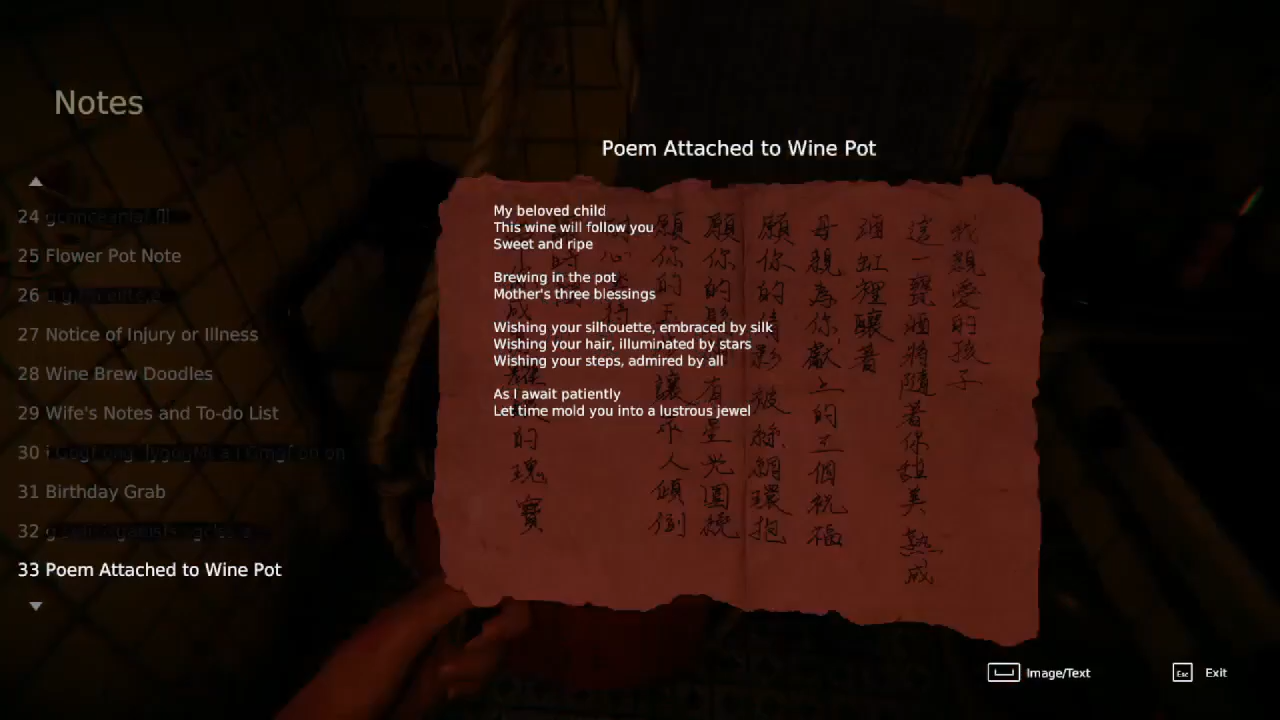 Notes
24
25 Flower Pot Note
26
27 Notice of Injury or Illness
28 Wine Brew Doodles
29 Wife's Notes and To-do List
30
31 Birthday Grab
32
33 Poem Attached to Wine Pot
Poem Attached to Wine Pot
My beloved child
This wine will follow you
Sweet and ripe
Brewing in the pot
Mother's three blessings
Wishing your silhouette, embraced by silk
Wishing your hair, illuminated by stars
Wishing your steps, admired by all
As I await patiently
Let time mold you into a lustrous jewel
我親愛的孩子
這一甕酒將隨著你甜美 熟成
酒缸裡釀著
母親為你獻上的三個祝福
願你的倩影被絲綢環抱
願你的 有星光圍繞
願你的 讓眾人傾倒
的瑰寶
Image/Text
Esc Exit